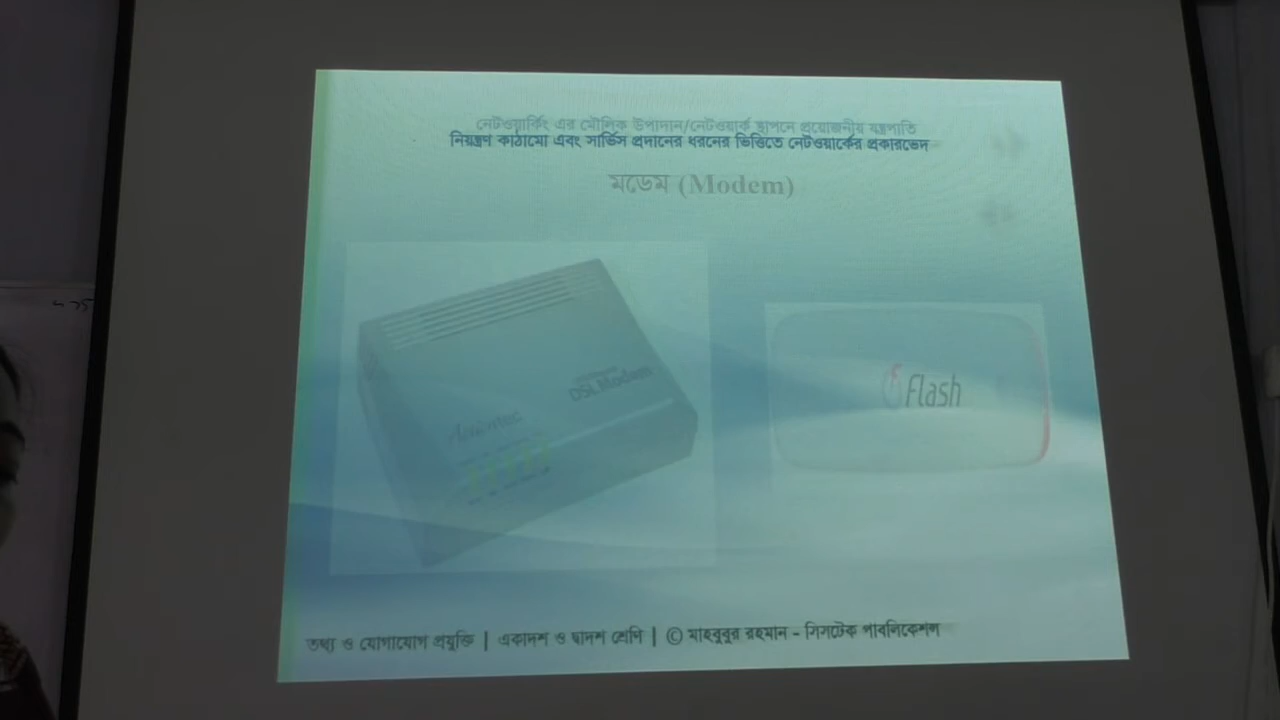 নেটওয়ার্কিং এর মৌলিক উপাদান/নেটওয়ার্ক স্থাপনে প্রয়োজনীয় যন্ত্রপাতি
নিয়ন্ত্রণ কাঠামো এবং সার্ভিস প্রদানের ধরনের ভিত্তিতে নেটওয়ার্কের প্রকারভেদ
মডেম (Modem)
DSL Modem
Flash
তথ্য ও যোগাযোগ প্রযুক্তি | একাদশ ও দ্বাদশ শ্রেণি | © মাহবুবুর রহমান - সিসটেক পাবলিকেশন্স